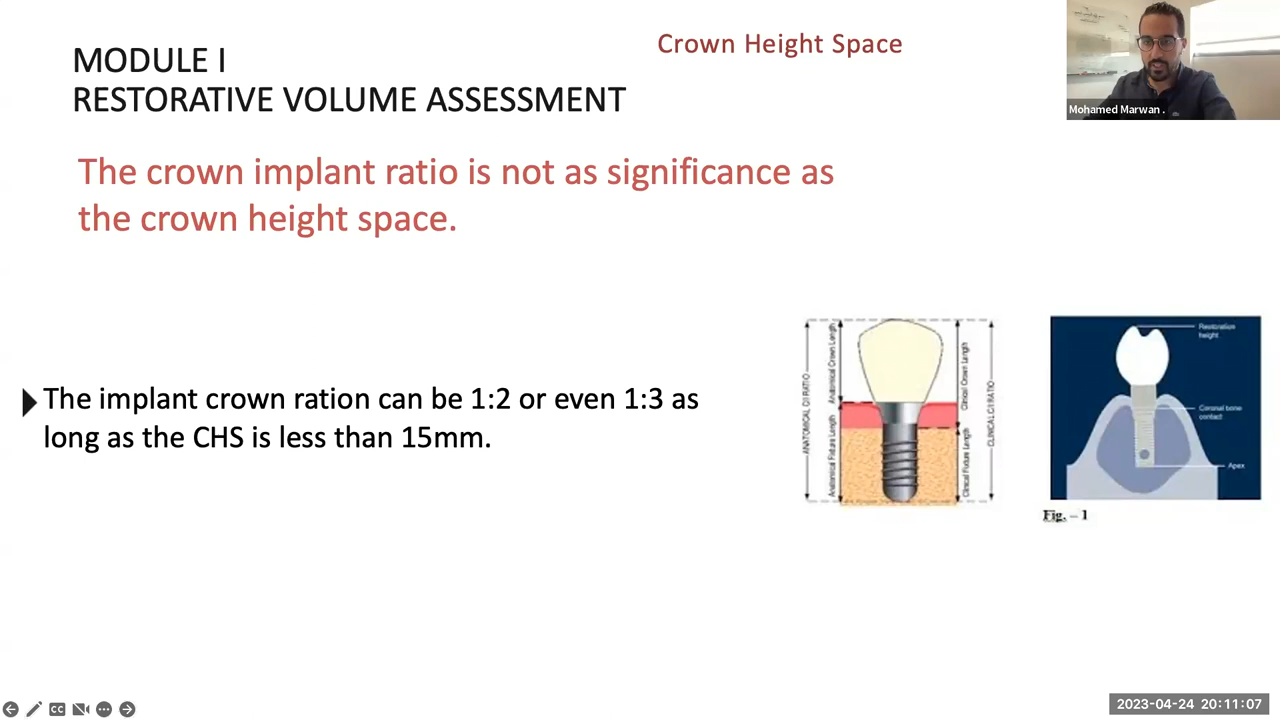 MODULE I
RESTORATIVE VOLUME ASSESSMENT
Crown Height Space
Mohamed Marwan .
The crown implant ratio is not as significance as
the crown height space.
The implant crown ration can be 1:2 or even 1:3 as
long as the CHS is less than 15mm.
ANATOMICAL C/I RATIO
Anatomical Crown Length
Anatomical Fixture Length
Clinical Crown Length
Clinical Fixture Length
CLINICAL C/I RATIO
Restoration
height
Coronal bone
contact
Apex
Fig. – 1
CC
2023-04-24 20:11:07